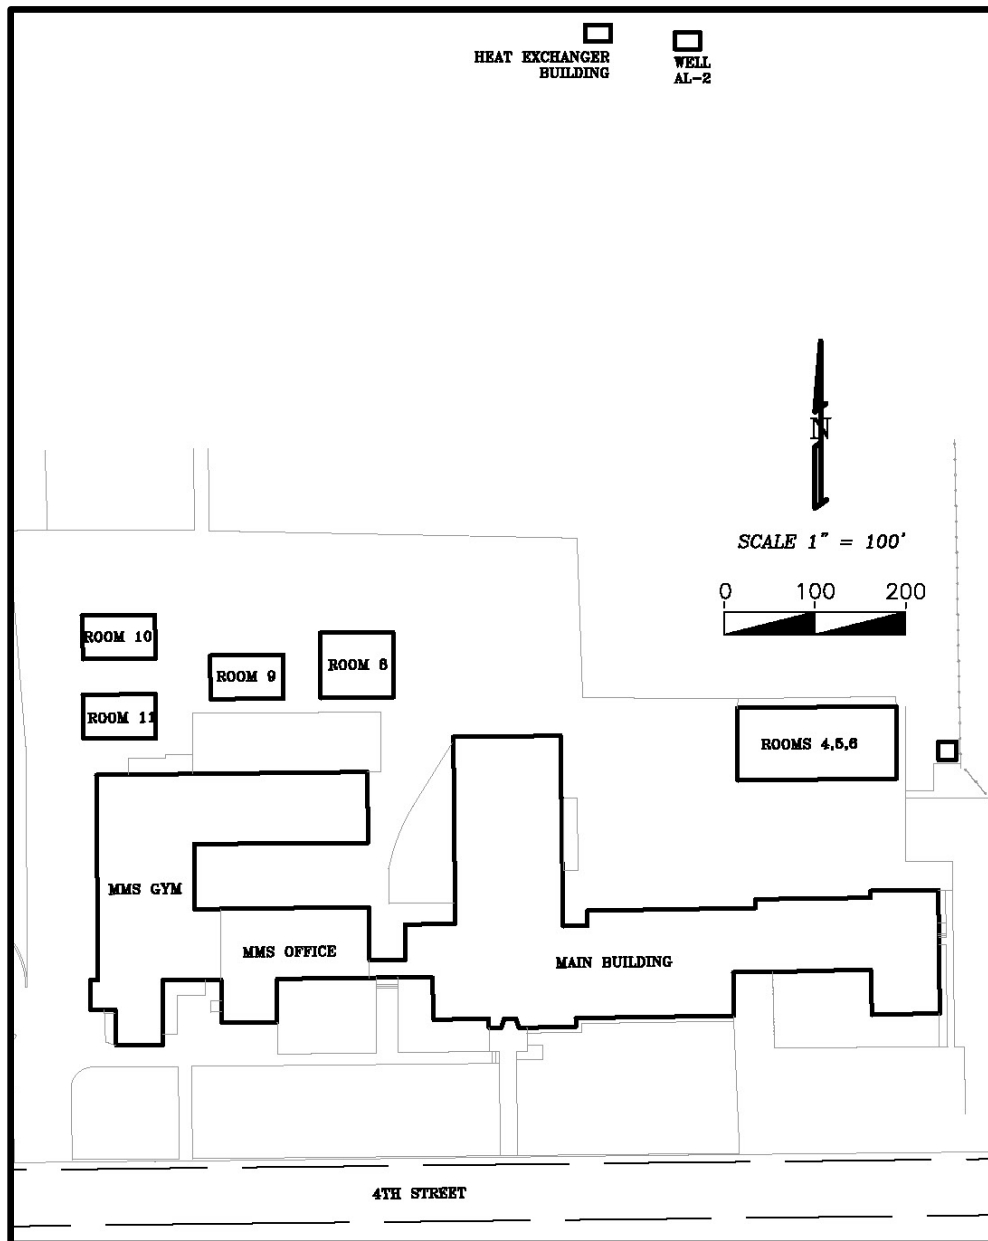 HEAT EXCHANGER
BUILDING
WELL
AL-2
N
SCALE 1" = 100'
0 100 200
ROOM 10
ROOM 9
ROOM 8
ROOM 11
ROOMS 4,5,6
MMS GYM
MMS OFFICE
MAIN BUILDING
4TH STREET